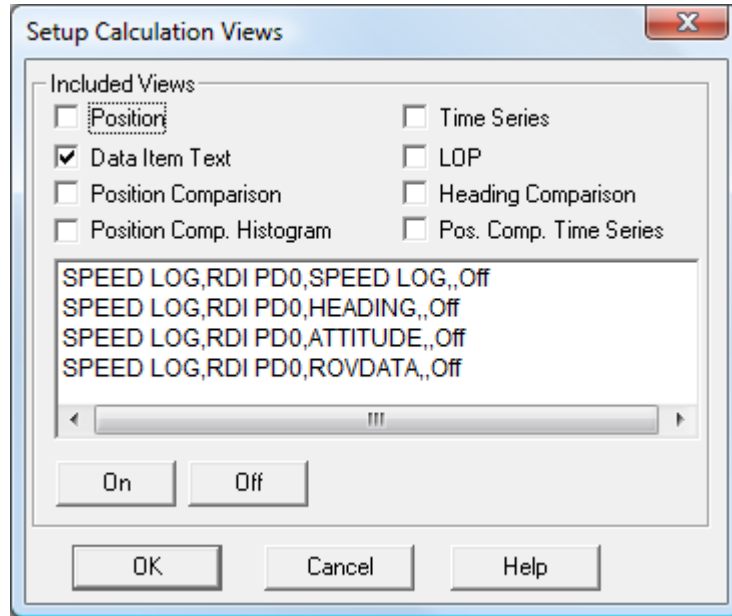 Setup Calculation Views
Included Views
Position
Time Series
Data Item Text
LOP
Position Comparison
Heading Comparison
Position Comp. Histogram
Pos. Comp. Time Series
SPEED LOG,RDI PD0,SPEED LOG,,Off
SPEED LOG,RDI PD0,HEADING,,Off
SPEED LOG,RDI PD0,ATTITUDE,,Off
SPEED LOG,RDI PD0,ROVDATA,,Off
On
Off
OK
Cancel
Help